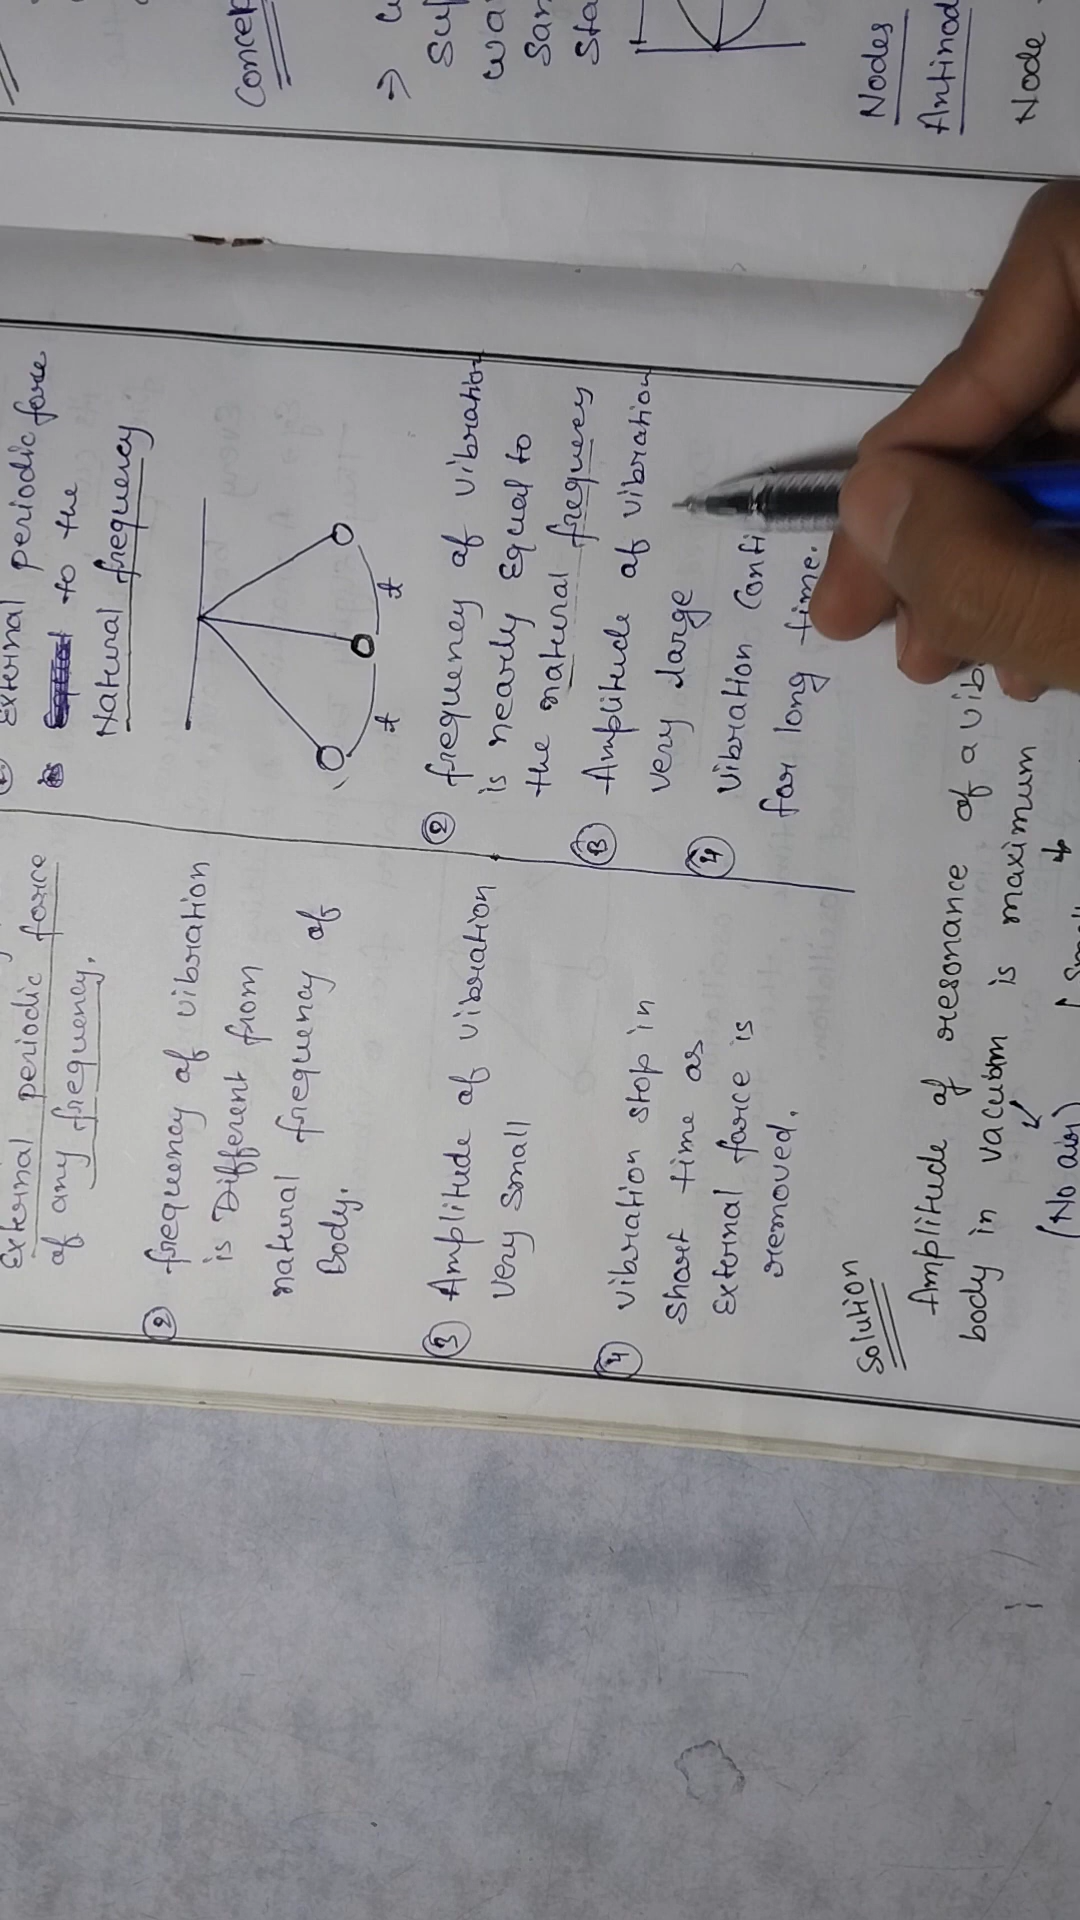 External periodic force
of any frequency.
② frequency of vibration
is Different from
natural frequency of
Body.
③ Amplitude of vibration
very small
④ vibration stop in
short time as
External force is
removed.
External periodic force
to the
Natural frequency
t
t
② frequency of vibration
is nearly Equal to
the natural frequency
③ Amplitude of vibration
very large
④ vibration Conti
for long time.
Solution
Amplitude of resonance of a vib
body in vacubm is maximum
(No air)
Concep
⇒
Nodes
Antinod
Node